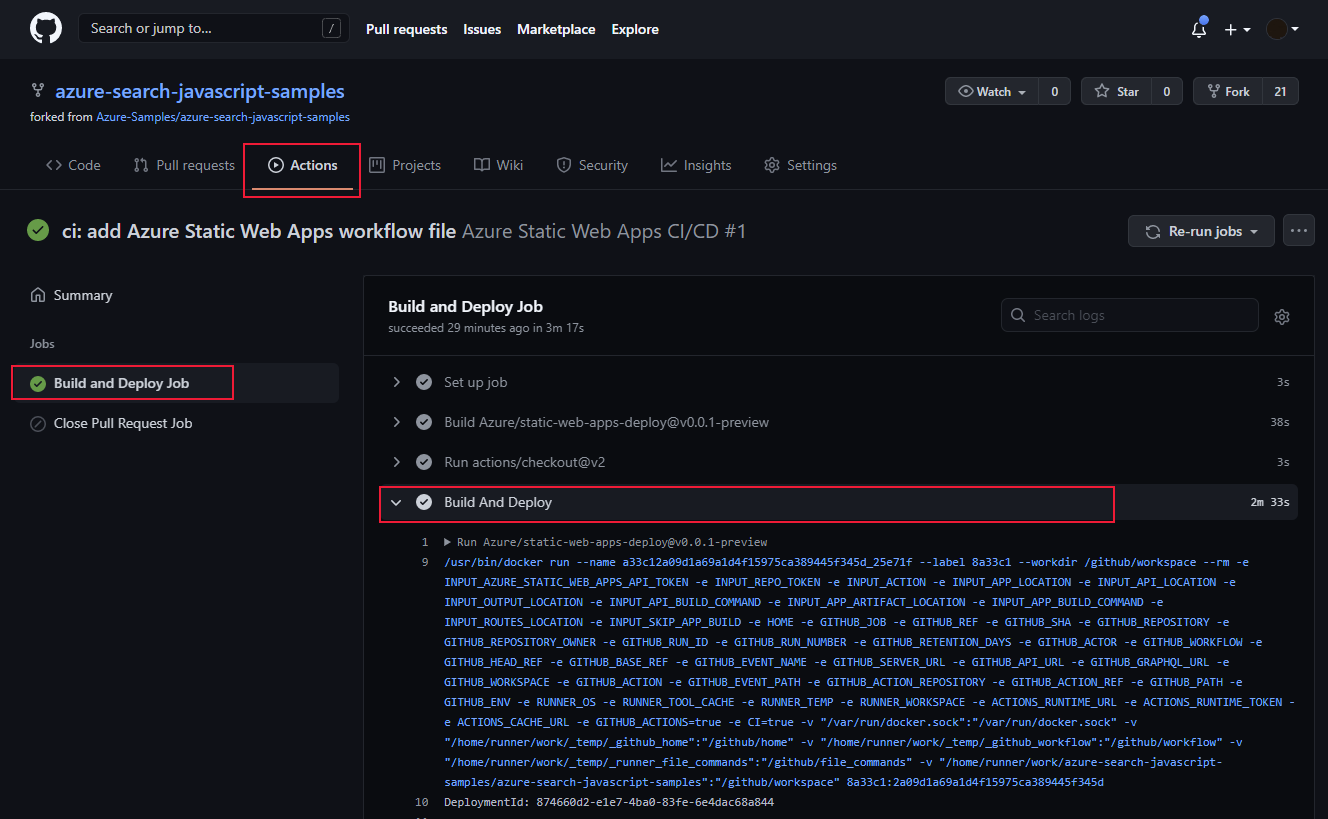 Search or jump to... /
Pull requests Issues Marketplace Explore
azure-search-javascript-samples
Watch 0 Star 0 Fork 21
forked from Azure-Samples/azure-search-javascript-samples
Code Pull requests Actions Projects Wiki Security Insights Settings
ci: add Azure Static Web Apps workflow file Azure Static Web Apps CI/CD #1
Re-run jobs
Summary
Jobs
Build and Deploy Job
Close Pull Request Job
Build and Deploy Job
succeeded 29 minutes ago in 3m 17s
Search logs
Set up job 3s
Build Azure/static-web-apps-deploy@v0.0.1-preview 38s
Run actions/checkout@v2 3s
Build And Deploy 2m 33s
1 Run Azure/static-web-apps-deploy@v0.0.1-preview
9 /usr/bin/docker run --name a33c12a09d1a69a1d4f15975ca389445f345d_25e71f --label 8a33c1 --workdir /github/workspace --rm -e
INPUT_AZURE_STATIC_WEB_APPS_API_TOKEN -e INPUT_REPO_TOKEN -e INPUT_ACTION -e INPUT_APP_LOCATION -e INPUT_API_LOCATION -e
INPUT_OUTPUT_LOCATION -e INPUT_API_BUILD_COMMAND -e INPUT_APP_ARTIFACT_LOCATION -e INPUT_APP_BUILD_COMMAND -e
INPUT_ROUTES_LOCATION -e INPUT_SKIP_APP_BUILD -e HOME -e GITHUB_JOB -e GITHUB_REF -e GITHUB_SHA -e GITHUB_REPOSITORY -e
GITHUB_REPOSITORY_OWNER -e GITHUB_RUN_ID -e GITHUB_RUN_NUMBER -e GITHUB_RETENTION_DAYS -e GITHUB_ACTOR -e GITHUB_WORKFLOW -e
GITHUB_HEAD_REF -e GITHUB_BASE_REF -e GITHUB_EVENT_NAME -e GITHUB_SERVER_URL -e GITHUB_API_URL -e GITHUB_GRAPHQL_URL -e
GITHUB_WORKSPACE -e GITHUB_ACTION -e GITHUB_EVENT_PATH -e GITHUB_ACTION_REPOSITORY -e GITHUB_ACTION_REF -e GITHUB_PATH -e
GITHUB_ENV -e RUNNER_OS -e RUNNER_TOOL_CACHE -e RUNNER_TEMP -e RUNNER_WORKSPACE -e ACTIONS_RUNTIME_URL -e ACTIONS_RUNTIME_TOKEN -
e ACTIONS_CACHE_URL -e GITHUB_ACTIONS=true -e CI=true -v "/var/run/docker.sock":"/var/run/docker.sock" -v
"/home/runner/work/_temp/_github_home":"/github/home" -v "/home/runner/work/_temp/_github_workflow":"/github/workflow" -v
"/home/runner/work/_temp/_runner_file_commands":"/github/file_commands" -v "/home/runner/work/azure-search-javascript-
samples/azure-search-javascript-samples":"/github/workspace" 8a33c1:2a09d1a69a1d4f15975ca389445f345d
10 DeploymentId: 874660d2-e1e7-4ba0-83fe-6e4dac68a844